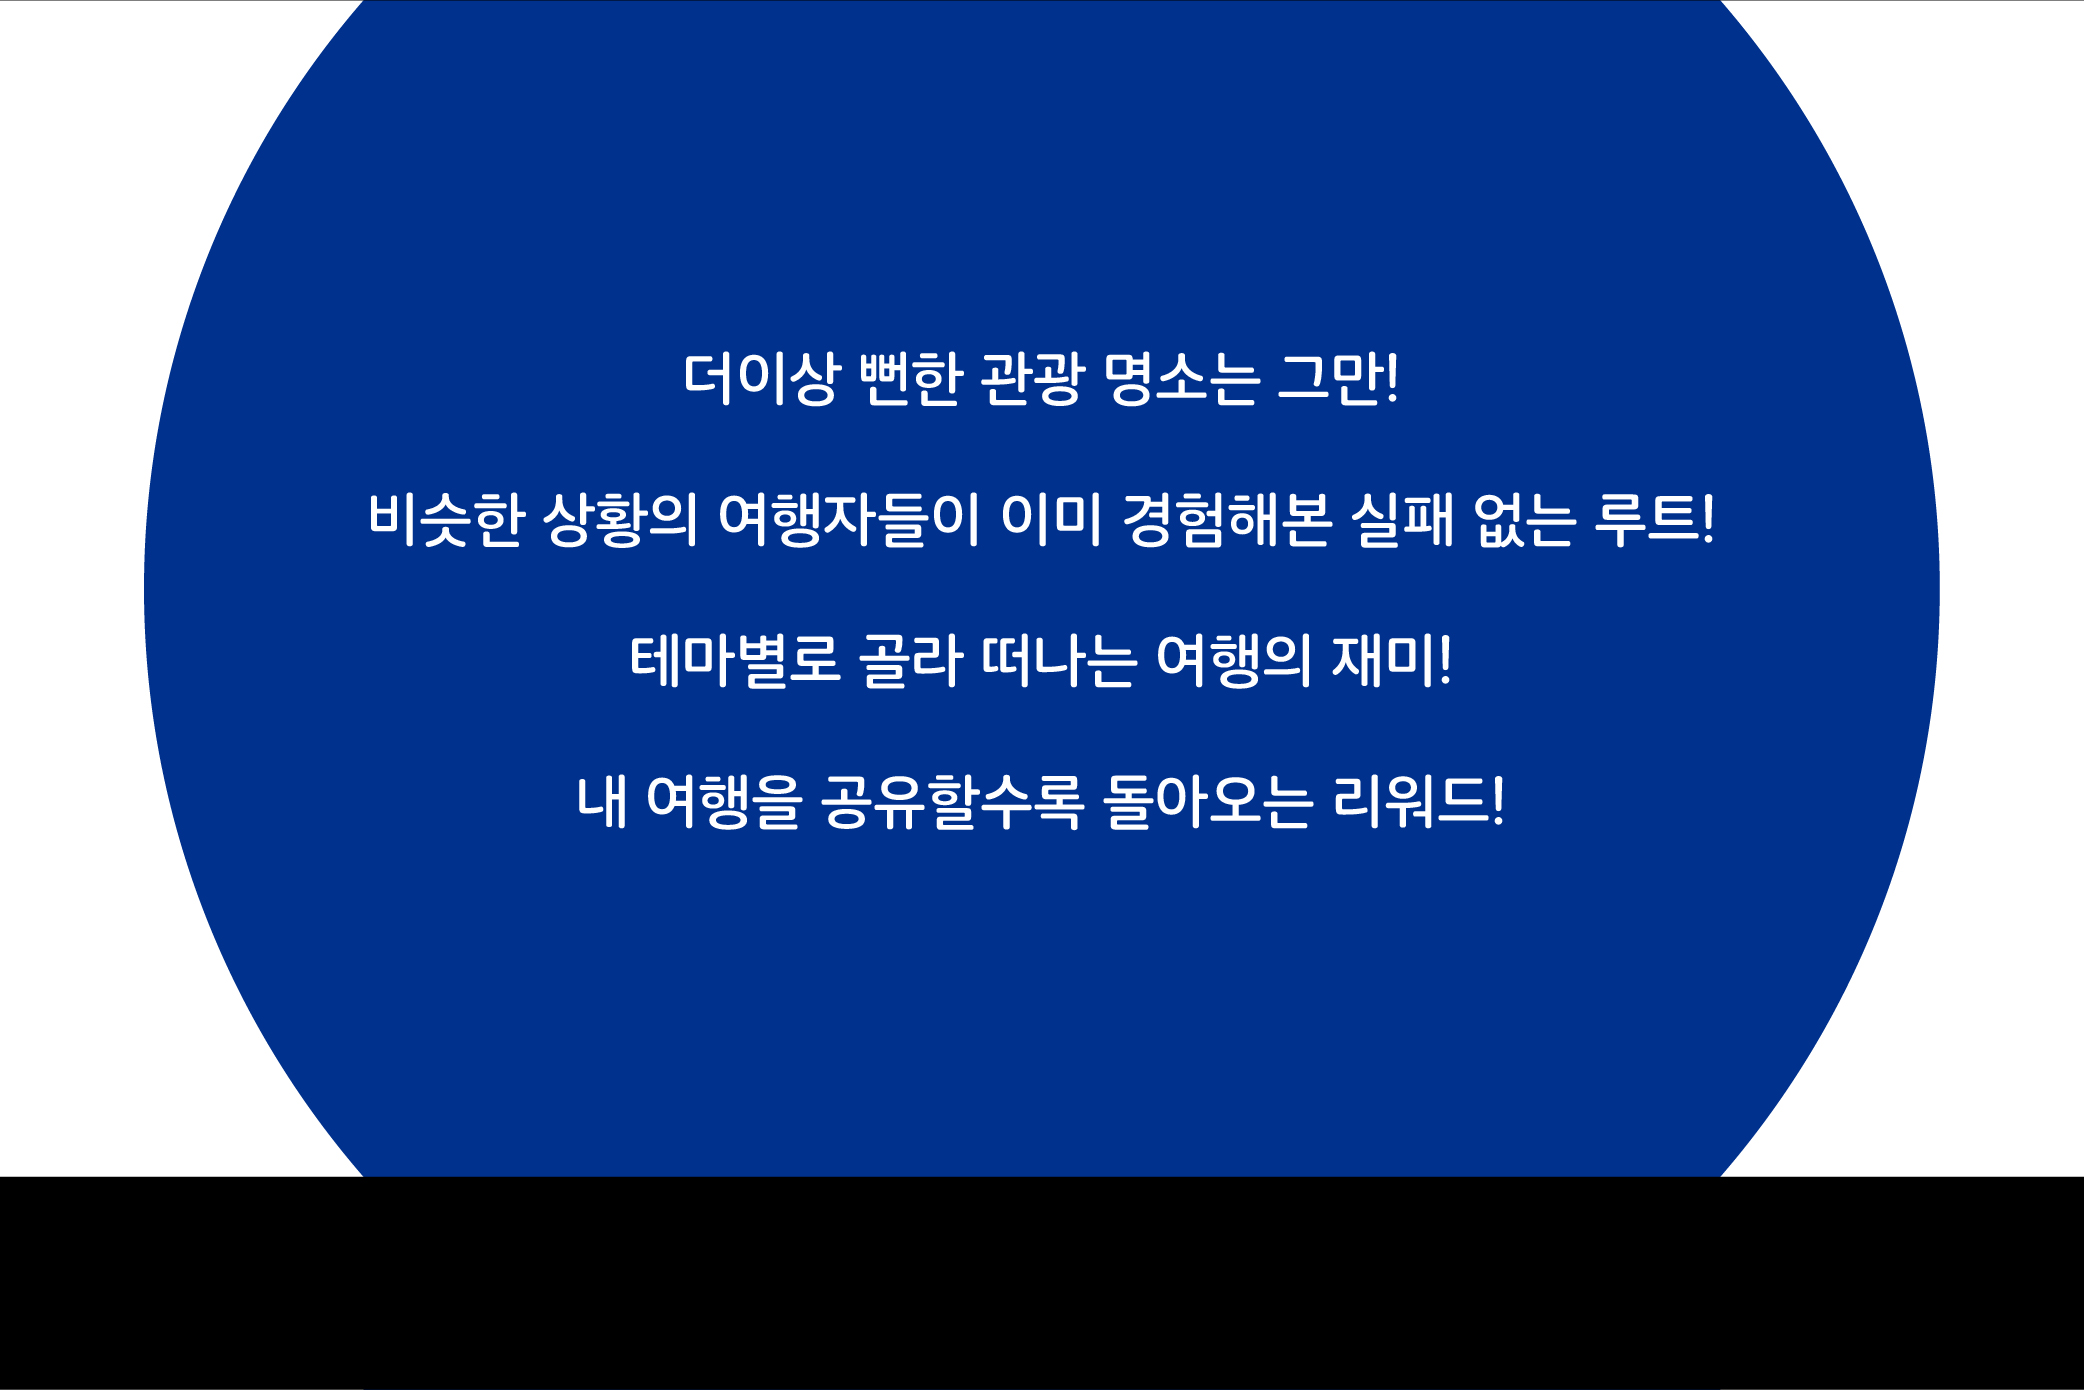 더이상 뻔한 관광 명소는 그만!
비슷한 상황의 여행자들이 이미 경험해본 실패 없는 루트!
테마별로 골라 떠나는 여행의 재미!
내 여행을 공유할수록 돌아오는 리워드!